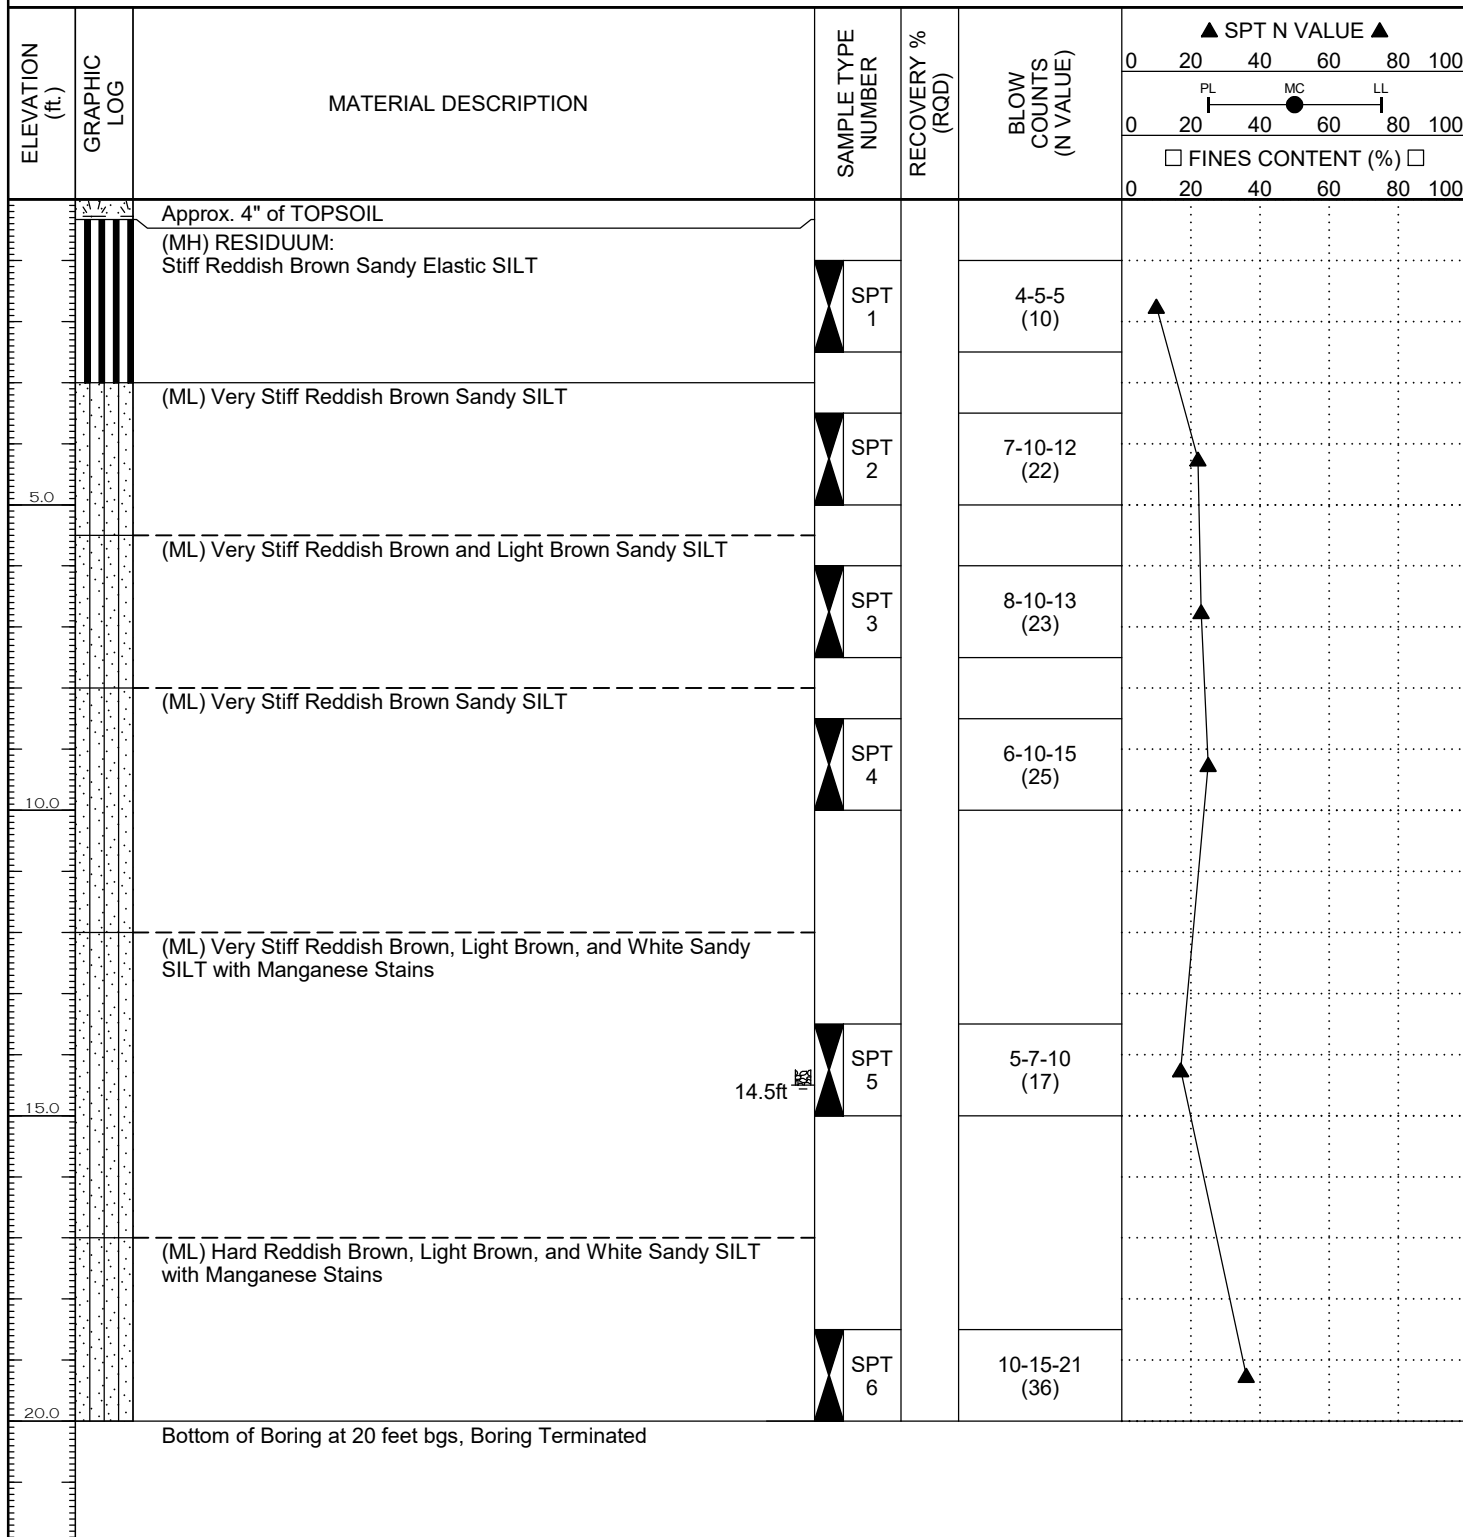 ELEVATION
(ft.)
GRAPHIC
LOG
MATERIAL DESCRIPTION
SAMPLE TYPE
NUMBER
RECOVERY %
(RQD)
BLOW
COUNTS
(N VALUE)
▲ SPT N VALUE ▲
0 20 40 60 80 100
PL MC LL
0 20 40 60 80 100
□ FINES CONTENT (%) □
0 20 40 60 80 100
Approx. 4" of TOPSOIL
(MH) RESIDUUM:
Stiff Reddish Brown Sandy Elastic SILT
SPT
1
4-5-5
(10)
(ML) Very Stiff Reddish Brown Sandy SILT
SPT
2
7-10-12
(22)
5.0
(ML) Very Stiff Reddish Brown and Light Brown Sandy SILT
SPT
3
8-10-13
(23)
(ML) Very Stiff Reddish Brown Sandy SILT
SPT
4
6-10-15
(25)
10.0
(ML) Very Stiff Reddish Brown, Light Brown, and White Sandy
SILT with Manganese Stains
SPT
5
5-7-10
(17)
14.5ft
15.0
(ML) Hard Reddish Brown, Light Brown, and White Sandy SILT
with Manganese Stains
SPT
6
10-15-21
(36)
20.0
Bottom of Boring at 20 feet bgs, Boring Terminated